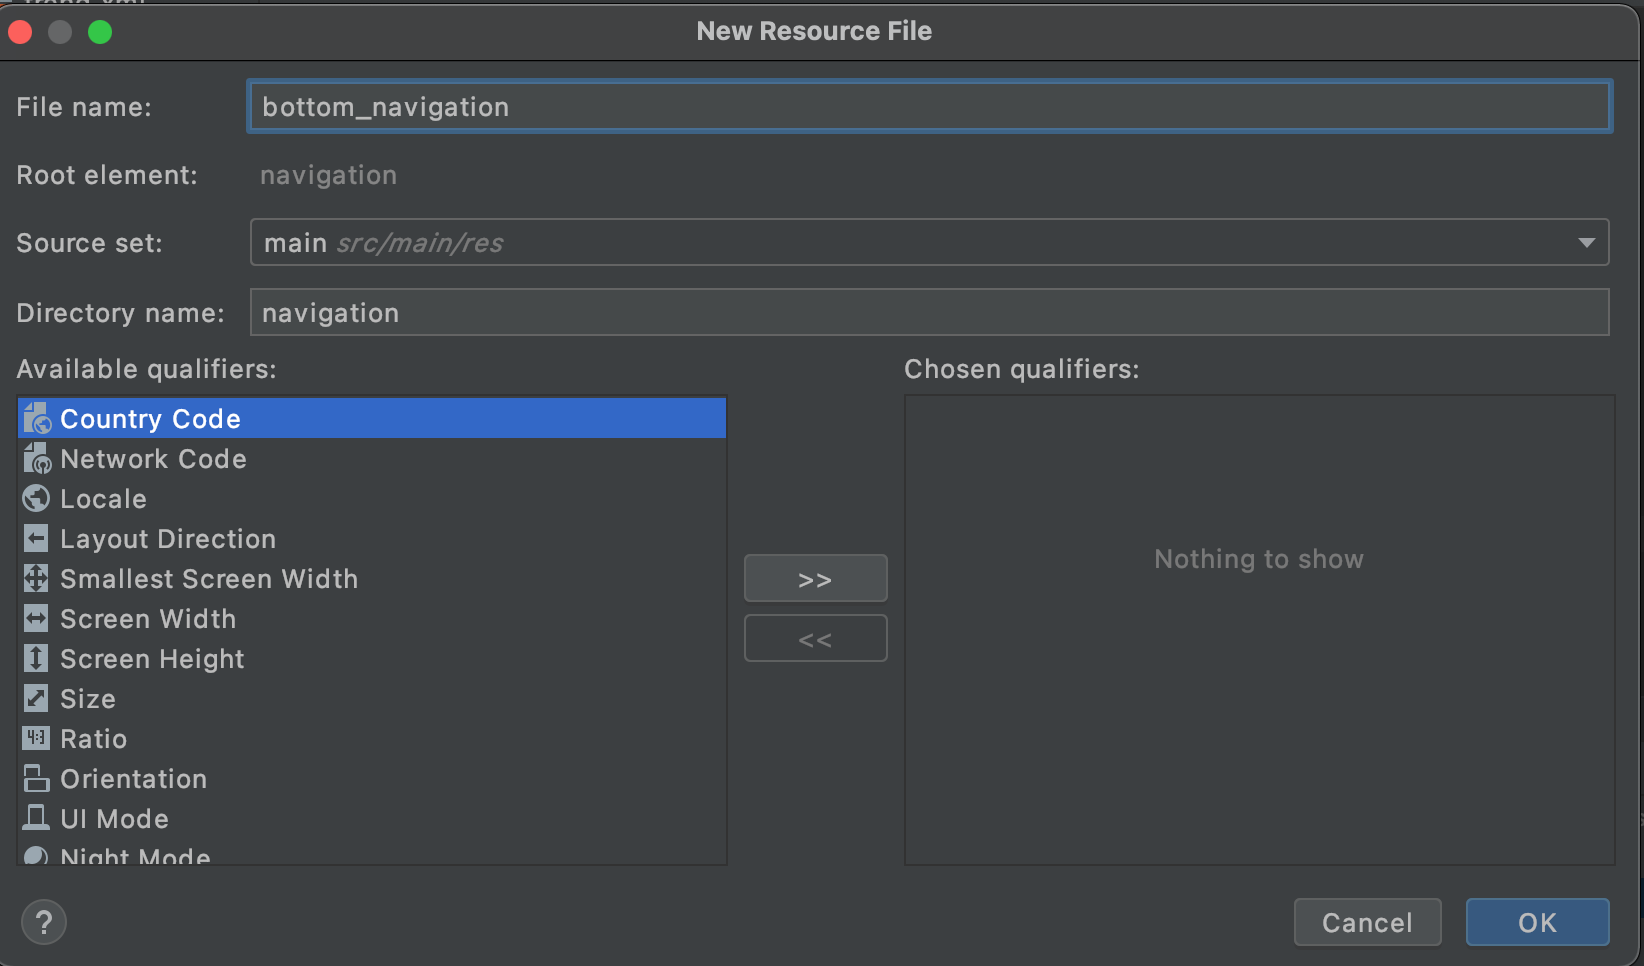 New Resource File
File name: bottom_navigation
Root element: navigation
Source set: main src/main/res
Directory name: navigation
Available qualifiers:
Chosen qualifiers:
Country Code
Network Code
Locale
Layout Direction
Smallest Screen Width
Screen Width
Screen Height
Size
4:3 Ratio
Orientation
UI Mode
Night Mode
>>
<<
Nothing to show
?
Cancel
OK